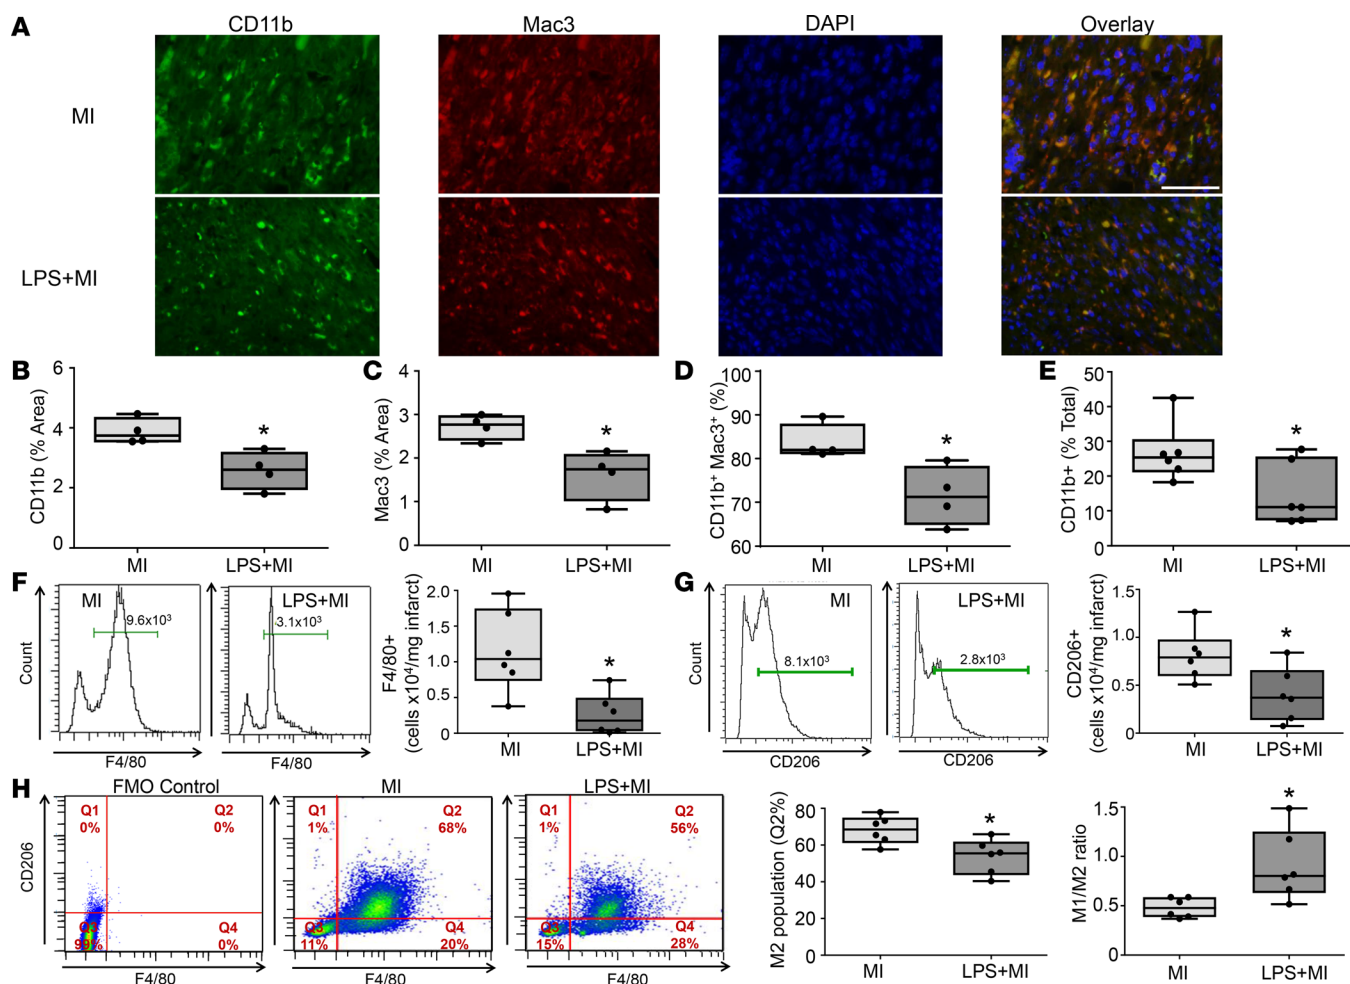 A
CD11b
Mac3
DAPI
Overlay
MI
LPS+MI
B
CD11b (% Area)
6
4
2
0
MI
LPS+MI
*
C
Mac3 (% Area)
4
3
2
1
0
MI
LPS+MI
*
D
CD11b+ Mac3+ (%)
100
90
80
70
60
MI
LPS+MI
*
E
CD11b+ (% Total)
50
40
30
20
10
0
MI
LPS+MI
*
F
Count
MI
9.6x10³
F4/80
LPS+MI
3.1x10³
F4/80
F4/80+
(cells x10⁴/mg infarct)
2.0
1.5
1.0
0.5
0
MI
LPS+MI
*
G
Count
MI
8.1x10³
CD206
LPS+MI
2.8x10³
CD206
CD206+
(cells x10⁴/mg infarct)
1.5
1.0
0.5
0
MI
LPS+MI
*
H
CD206
FMO Control
Q1
0%
Q2
0%
99%
Q4
0%
F4/80
MI
Q1
1%
Q2
68%
Q3
11%
Q4
20%
F4/80
LPS+MI
Q1
1%
Q2
56%
Q3
15%
Q4
28%
F4/80
M2 population (Q2%)
80
60
40
20
0
MI
LPS+MI
*
M1/M2 ratio
1.5
1.0
0.5
0
MI
LPS+MI
*